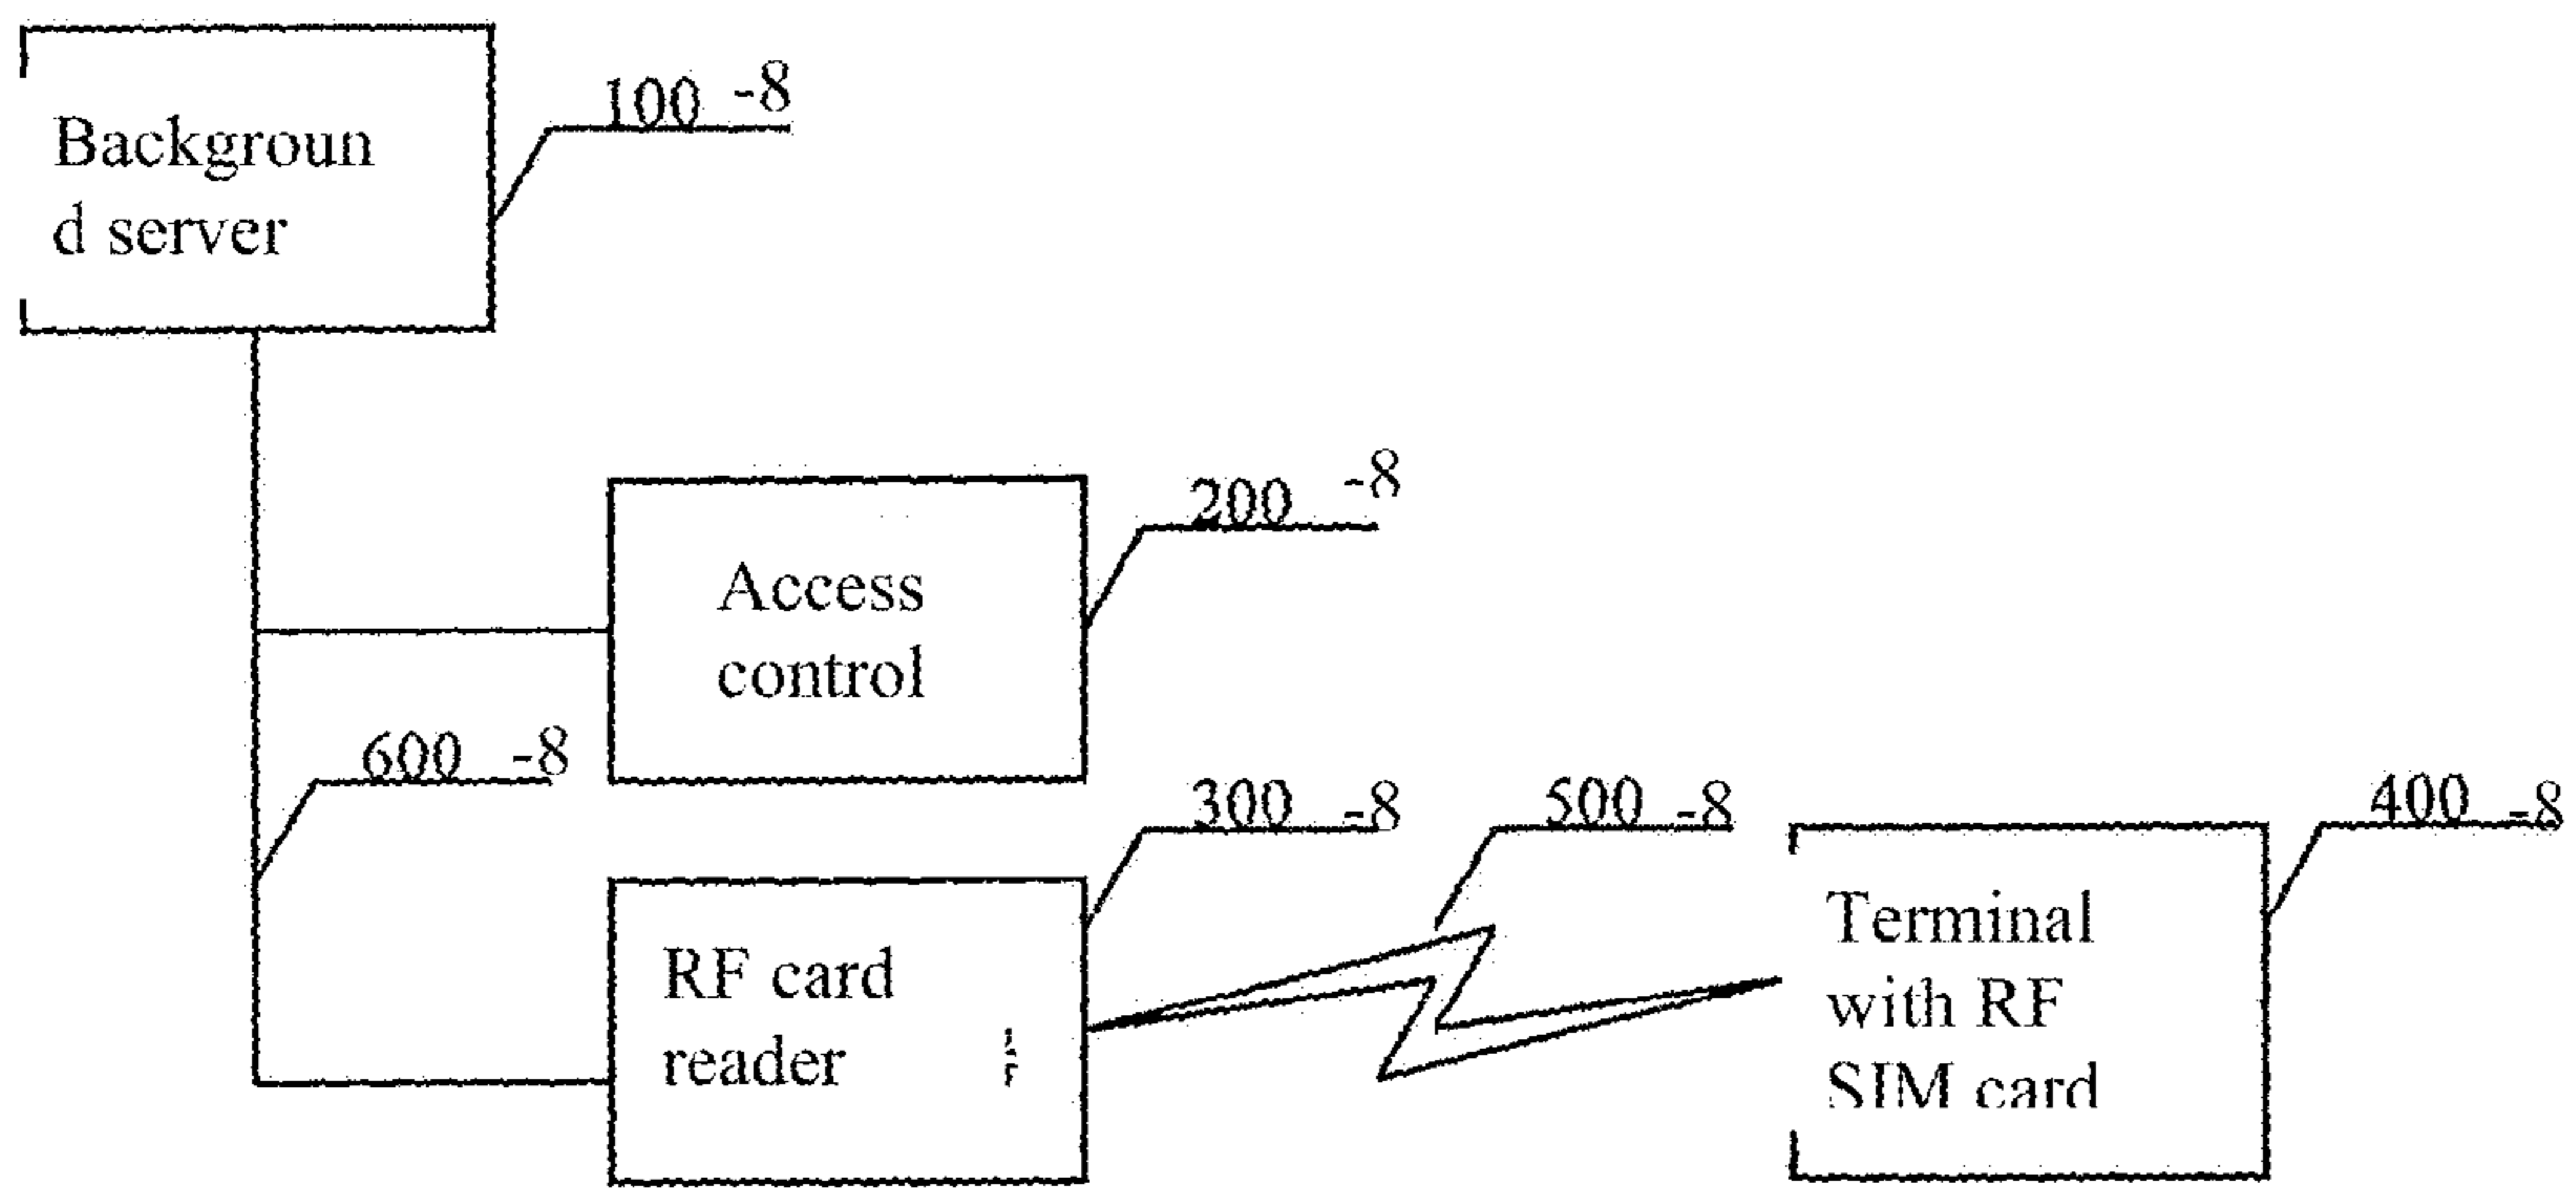 100 -8
Backgroun
d server
200 -8
Access
control
600 -8
300 -8
500 -8
400 -8
RF card
reader
Terminal
with RF
SIM card